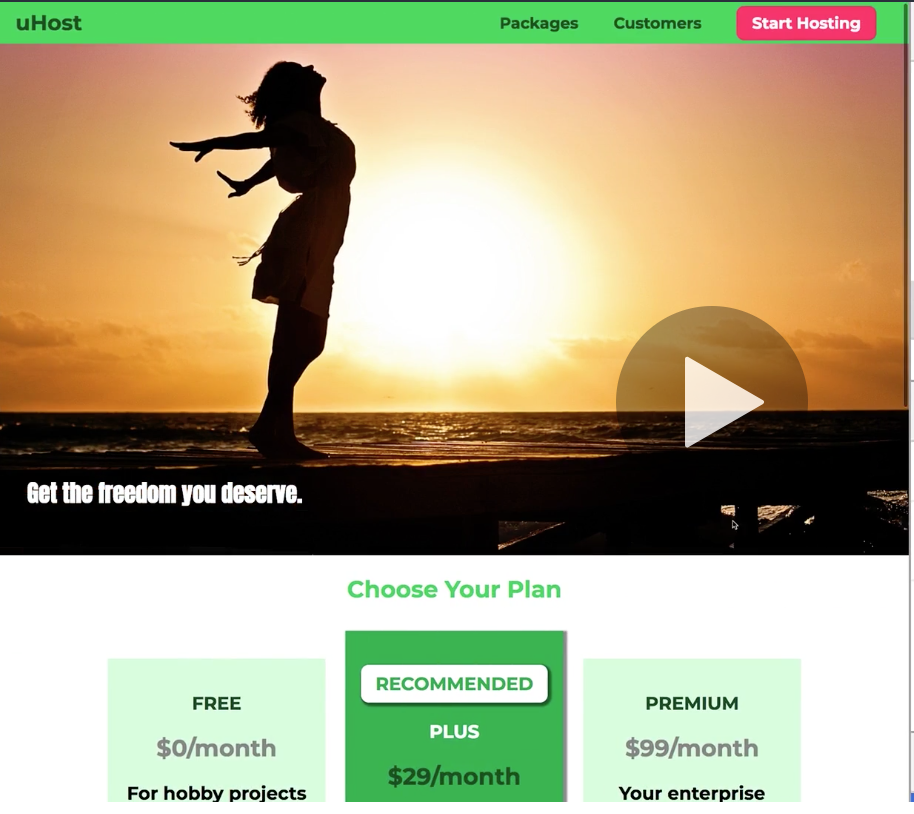 uHost
Packages
Customers
Start Hosting
Get the freedom you deserve.
Choose Your Plan
FREE
$0/month
For hobby projects
RECOMMENDED
PLUS
$29/month
PREMIUM
$99/month
Your enterprise